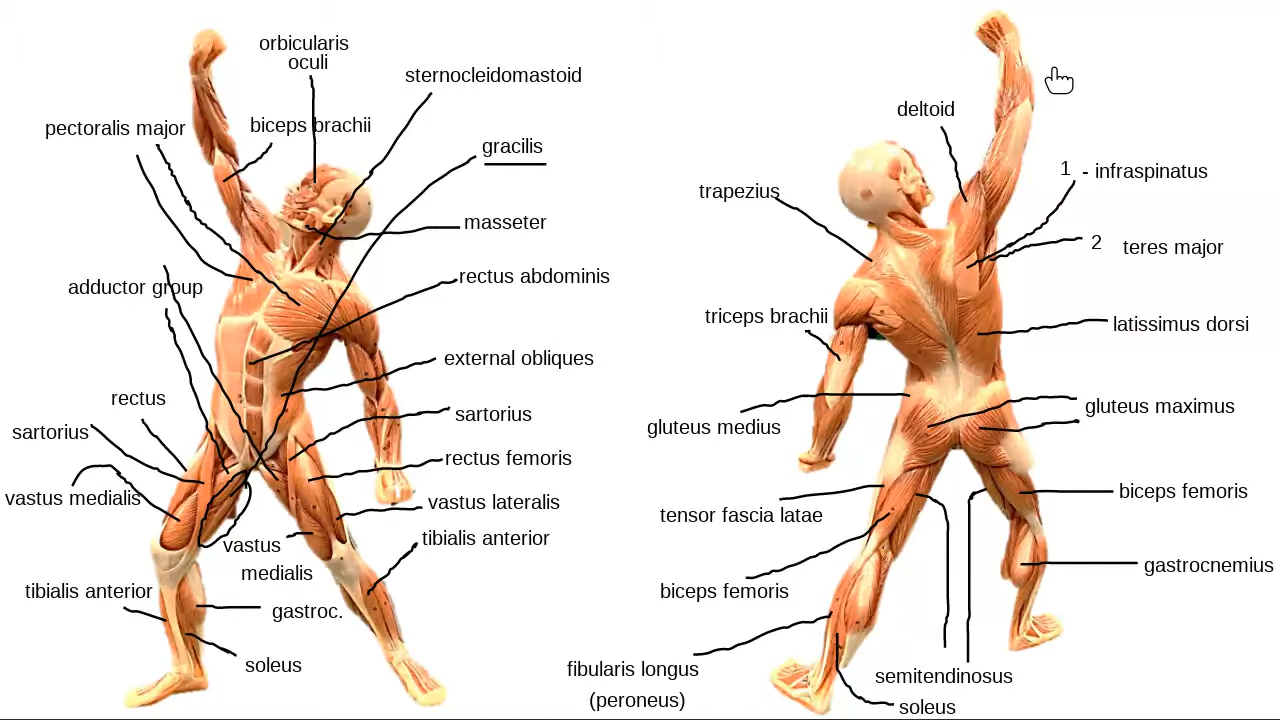 orbicularis
oculi
sternocleidomastoid
pectoralis major
biceps brachii
gracilis
masseter
adductor group
rectus abdominis
external obliques
rectus
sartorius
sartorius
rectus femoris
vastus medialis
vastus lateralis
vastus
medialis
tibialis anterior
tibialis anterior
gastroc.
soleus
deltoid
1 - infraspinatus
trapezius
2 teres major
triceps brachii
latissimus dorsi
gluteus medius
gluteus maximus
tensor fascia latae
biceps femoris
biceps femoris
gastrocnemius
fibularis longus
(peroneus)
semitendinosus
soleus